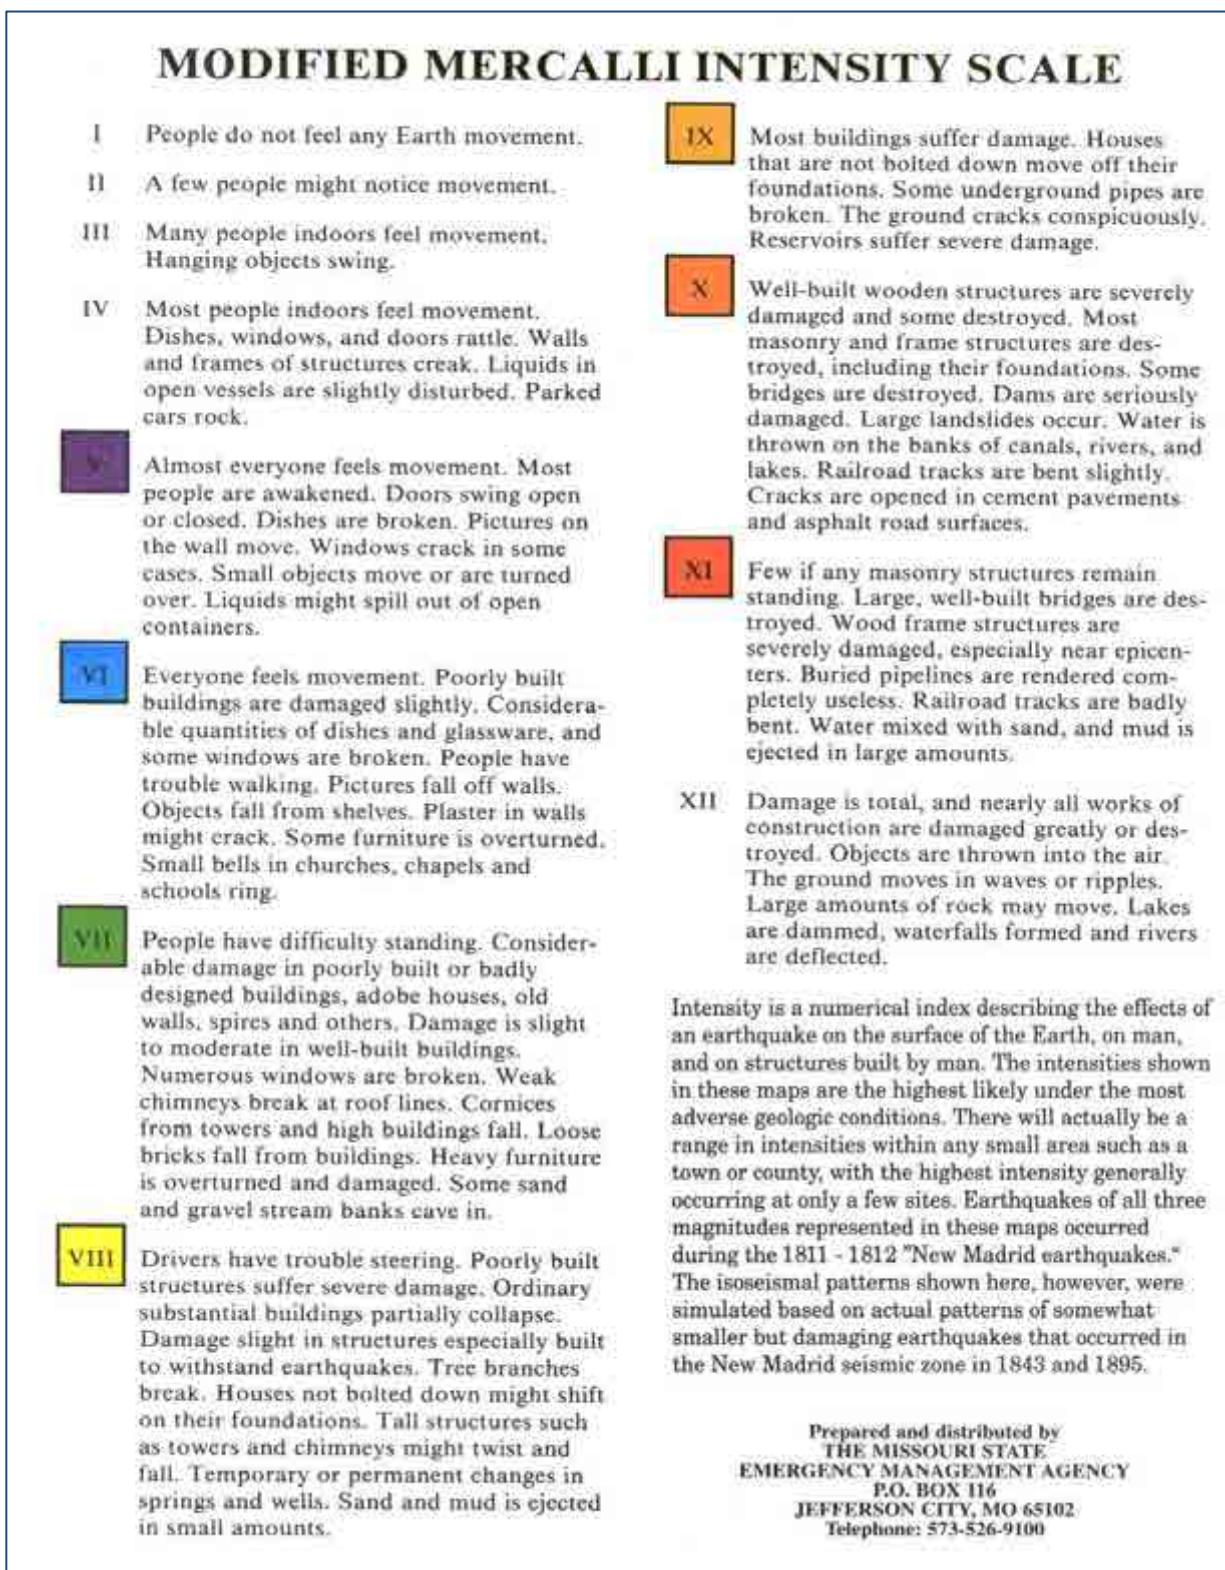 MODIFIED MERCALLI INTENSITY SCALE
I People do not feel any Earth movement.
II A few people might notice movement.
III Many people indoors feel movement.
Hanging objects swing.
IV Most people indoors feel movement.
Dishes, windows, and doors rattle. Walls
and frames of structures creak. Liquids in
open vessels are slightly disturbed. Parked
cars rock.
V Almost everyone feels movement. Most
people are awakened. Doors swing open
or closed. Dishes are broken. Pictures on
the wall move. Windows crack in some
cases. Small objects move or are turned
over. Liquids might spill out of open
containers.
VI Everyone feels movement. Poorly built
buildings are damaged slightly. Considera-
ble quantities of dishes and glassware, and
some windows are broken. People have
trouble walking. Pictures fall off walls.
Objects fall from shelves. Plaster in walls
might crack. Some furniture is overturned.
Small bells in churches, chapels and
schools ring.
VII People have difficulty standing. Consider-
able damage in poorly built or badly
designed buildings, adobe houses, old
walls, spires and others. Damage is slight
to moderate in well-built buildings.
Numerous windows are broken. Weak
chimneys break at roof lines. Cornices
from towers and high buildings fall. Loose
bricks fall from buildings. Heavy furniture
is overturned and damaged. Some sand
and gravel stream banks cave in.
VIII Drivers have trouble steering. Poorly built
structures suffer severe damage. Ordinary
substantial buildings partially collapse.
Damage slight in structures especially built
to withstand earthquakes. Tree branches
break. Houses not bolted down might shift
on their foundations. Tall structures such
as towers and chimneys might twist and
fall. Temporary or permanent changes in
springs and wells. Sand and mud is ejected
in small amounts.
IX Most buildings suffer damage. Houses
that are not bolted down move off their
foundations. Some underground pipes are
broken. The ground cracks conspicuously.
Reservoirs suffer severe damage.
X Well-built wooden structures are severely
damaged and some destroyed. Most
masonry and frame structures are des-
troyed, including their foundations. Some
bridges are destroyed. Dams are seriously
damaged. Large landslides occur. Water is
thrown on the banks of canals, rivers, and
lakes. Railroad tracks are bent slightly.
Cracks are opened in cement pavements
and asphalt road surfaces.
XI Few if any masonry structures remain
standing. Large, well-built bridges are des-
troyed. Wood frame structures are
severely damaged, especially near epicen-
ters. Buried pipelines are rendered com-
pletely useless. Railroad tracks are badly
bent. Water mixed with sand, and mud is
ejected in large amounts.
XII Damage is total, and nearly all works of
construction are damaged greatly or des-
troyed. Objects are thrown into the air.
The ground moves in waves or ripples.
Large amounts of rock may move. Lakes
are dammed, waterfalls formed and rivers
are deflected.
Intensity is a numerical index describing the effects of
an earthquake on the surface of the Earth, on man,
and on structures built by man. The intensities shown
in these maps are the highest likely under the most
adverse geologic conditions. There will actually be a
range in intensities within any small area such as a
town or county, with the highest intensity generally
occurring at only a few sites. Earthquakes of all three
magnitudes represented in these maps occurred
during the 1811 - 1812 "New Madrid earthquakes."
The isoseismal patterns shown here, however, were
simulated based on actual patterns of somewhat
smaller but damaging earthquakes that occurred in
the New Madrid seismic zone in 1843 and 1895.
Prepared and distributed by
THE MISSOURI STATE
EMERGENCY MANAGEMENT AGENCY
P.O. BOX 116
JEFFERSON CITY, MO 65102
Telephone: 573-526-9100